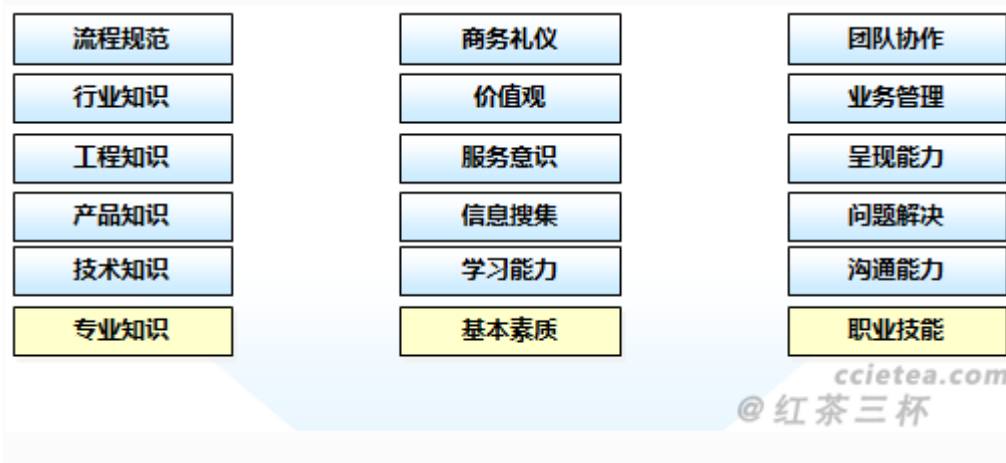 流程规范 商务礼仪 团队协作
行业知识 价值观 业务管理
工程知识 服务意识 呈现能力
产品知识 信息搜集 问题解决
技术知识 学习能力 沟通能力
专业知识 基本素质 职业技能
ccietea.com
@红茶三杯